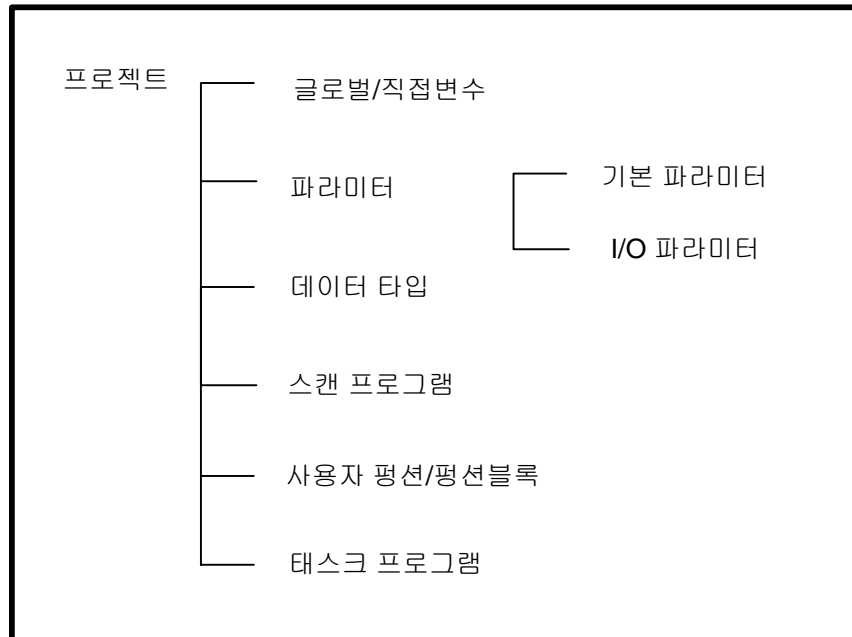 프로젝트
글로벌/직접변수
파라미터
기본 파라미터
I/O 파라미터
데이터 타입
스캔 프로그램
사용자 펑션/펑션블록
태스크 프로그램